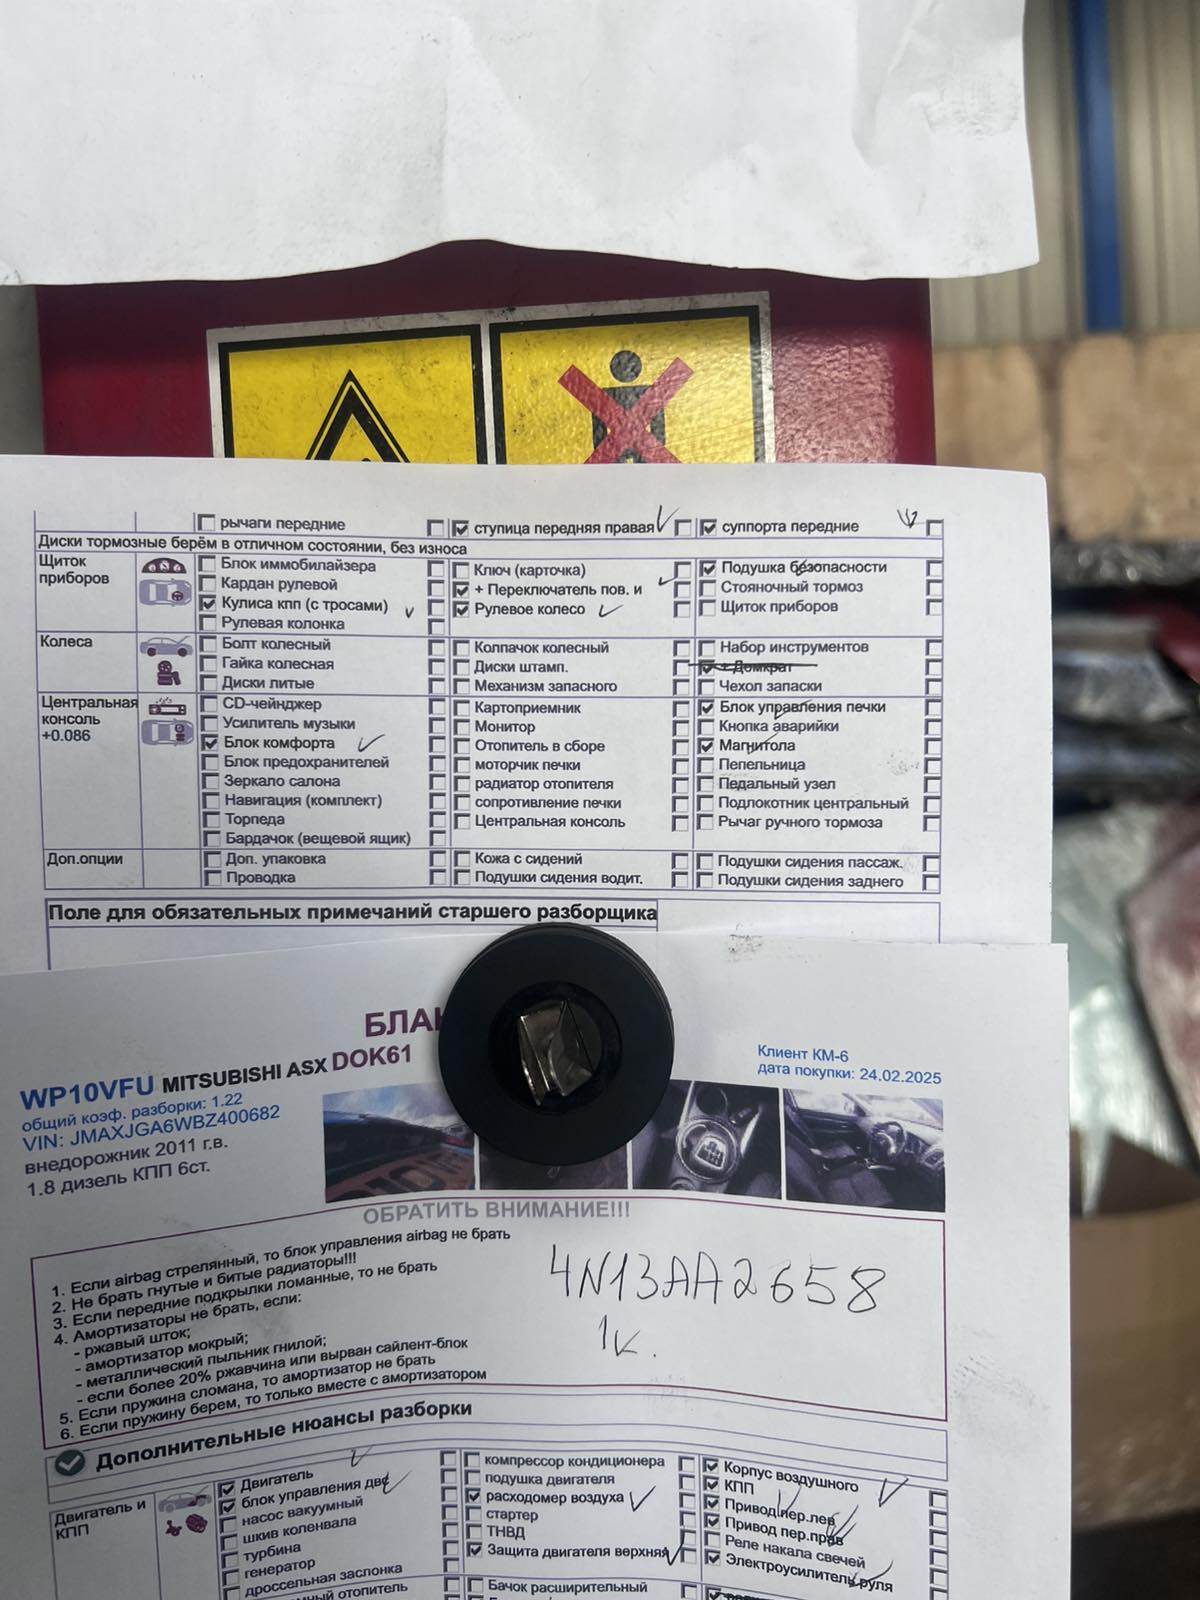 рычаги передние ступица передняя правая суппорта передние
Диски тормозные берём в отличном состоянии, без износа
Щиток приборов
Блок иммобилайзера Ключ (карточка) Подушка безопасности
Кардан рулевой + Переключатель пов. и Стояночный тормоз
Кулиса кпп (с тросами) Рулевое колесо Щиток приборов
Рулевая колонка
Колеса
Болт колесный Колпачок колесный Набор инструментов
Гайка колесная Диски штамп. + Домкрат
Диски литые Механизм запасного Чехол запаски
Центральная консоль +0.086
CD-чейнджер Картоприемник Блок управления печки
Усилитель музыки Монитор Кнопка аварийки
Блок комфорта Отопитель в сборе Магнитола
Блок предохранителей моторчик печки Пепельница
Зеркало салона радиатор отопителя Педальный узел
Навигация (комплект) сопротивление печки Подлокотник центральный
Торпеда Центральная консоль Рычаг ручного тормоза
Бардачок (вещевой ящик)
Доп.опции
Доп. упаковка Кожа с сидений Подушки сидения пассаж.
Проводка Подушки сидения водит. Подушки сидения заднего
Поле для обязательных примечаний старшего разборщика
WP10VFU MITSUBISHI ASX DOK61
общий коэф. разборки: 1.22
VIN: JMAXJGA6WBZ400682
внедорожник 2011 г.в.
1.8 дизель КПП 6ст.
Клиент КМ-6
дата покупки: 24.02.2025
ОБРАТИТЬ ВНИМАНИЕ!!!
1. Если airbag стрелянный, то блок управления airbag не брать
2. Не брать гнутые и битые радиаторы!!!
3. Если передние подкрылки ломанные, то не брать
4. Амортизаторы не брать, если:
- ржавый шток;
- амортизатор мокрый;
- металлический пыльник гнилой;
- если более 20% ржавчина или вырван сайлент-блок
5. Если пружина сломана, то амортизатор не брать
6. Если пружину берем, то только вместе с амортизатором
4N13AA2658
1к.
Дополнительные нюансы разборки
Двигатель и КПП
Двигатель компрессор кондиционера Корпус воздушного
блок управления двс подушка двигателя КПП
насос вакуумный расходомер воздуха Привод пер.лев
шкив коленвала стартер Привод пер.прав
турбина ТНВД Реле накала свечей
генератор Защита двигателя верхняя Электроусилитель руля
дроссельная заслонка
отопитель Бачок расширительный